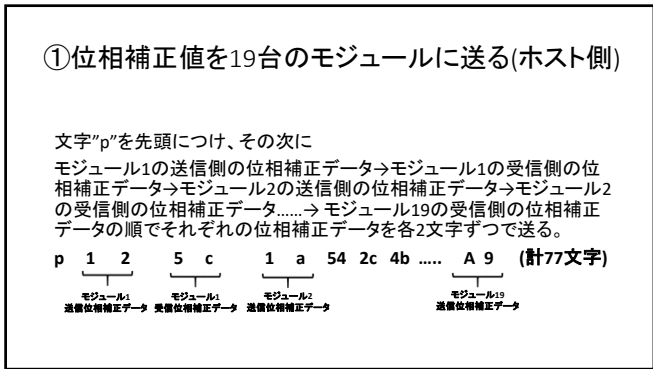 ①位相補正値を19台のモジュールに送る(ホスト側)
文字”p”を先頭につけ、その次に
モジュール1の送信側の位相補正データ→モジュール1の受信側の位
相補正データ→モジュール2の送信側の位相補正データ→モジュール2
の受信側の位相補正データ……→ モジュール19の受信側の位相補正
データの順でそれぞれの位相補正データを各2文字ずつで送る。
p 1 2 5 c 1 a 54 2c 4b ….. A 9 (計77文字)
モジュール1 モジュール1 モジュール2 モジュール19
送信位相補正データ 受信位相補正データ 送信位相補正データ 送信位相補正データ